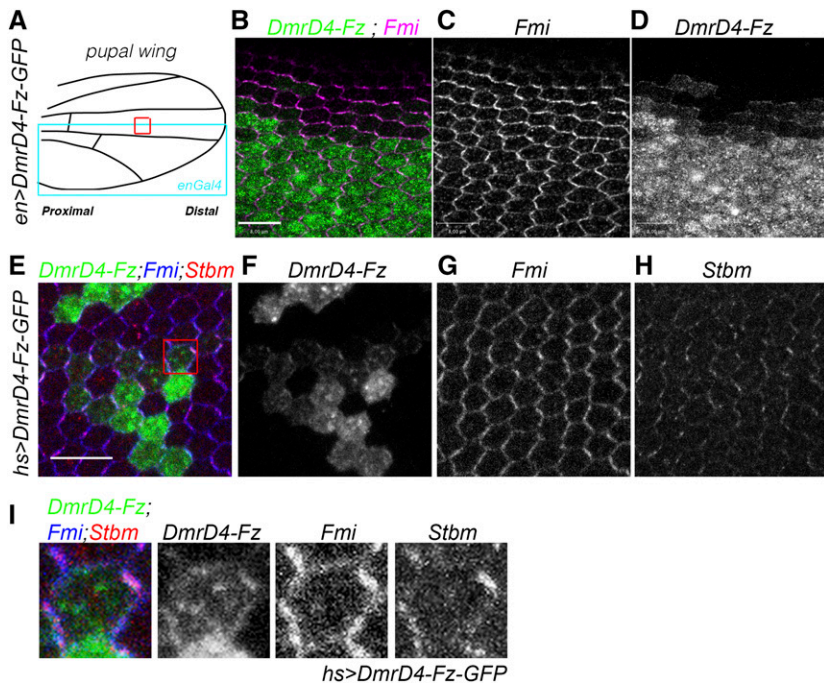 A
en>DmrD4-Fz-GFP
pupal wing
enGal4
Proximal Distal
B
DmrD4-Fz ; Fmi
C
Fmi
D
DmrD4-Fz
E
hs>DmrD4-Fz-GFP
DmrD4-Fz;Fmi;Stbm
F
DmrD4-Fz
G
Fmi
H
Stbm
I
DmrD4-Fz;
Fmi;Stbm
DmrD4-Fz
Fmi
Stbm
hs>DmrD4-Fz-GFP